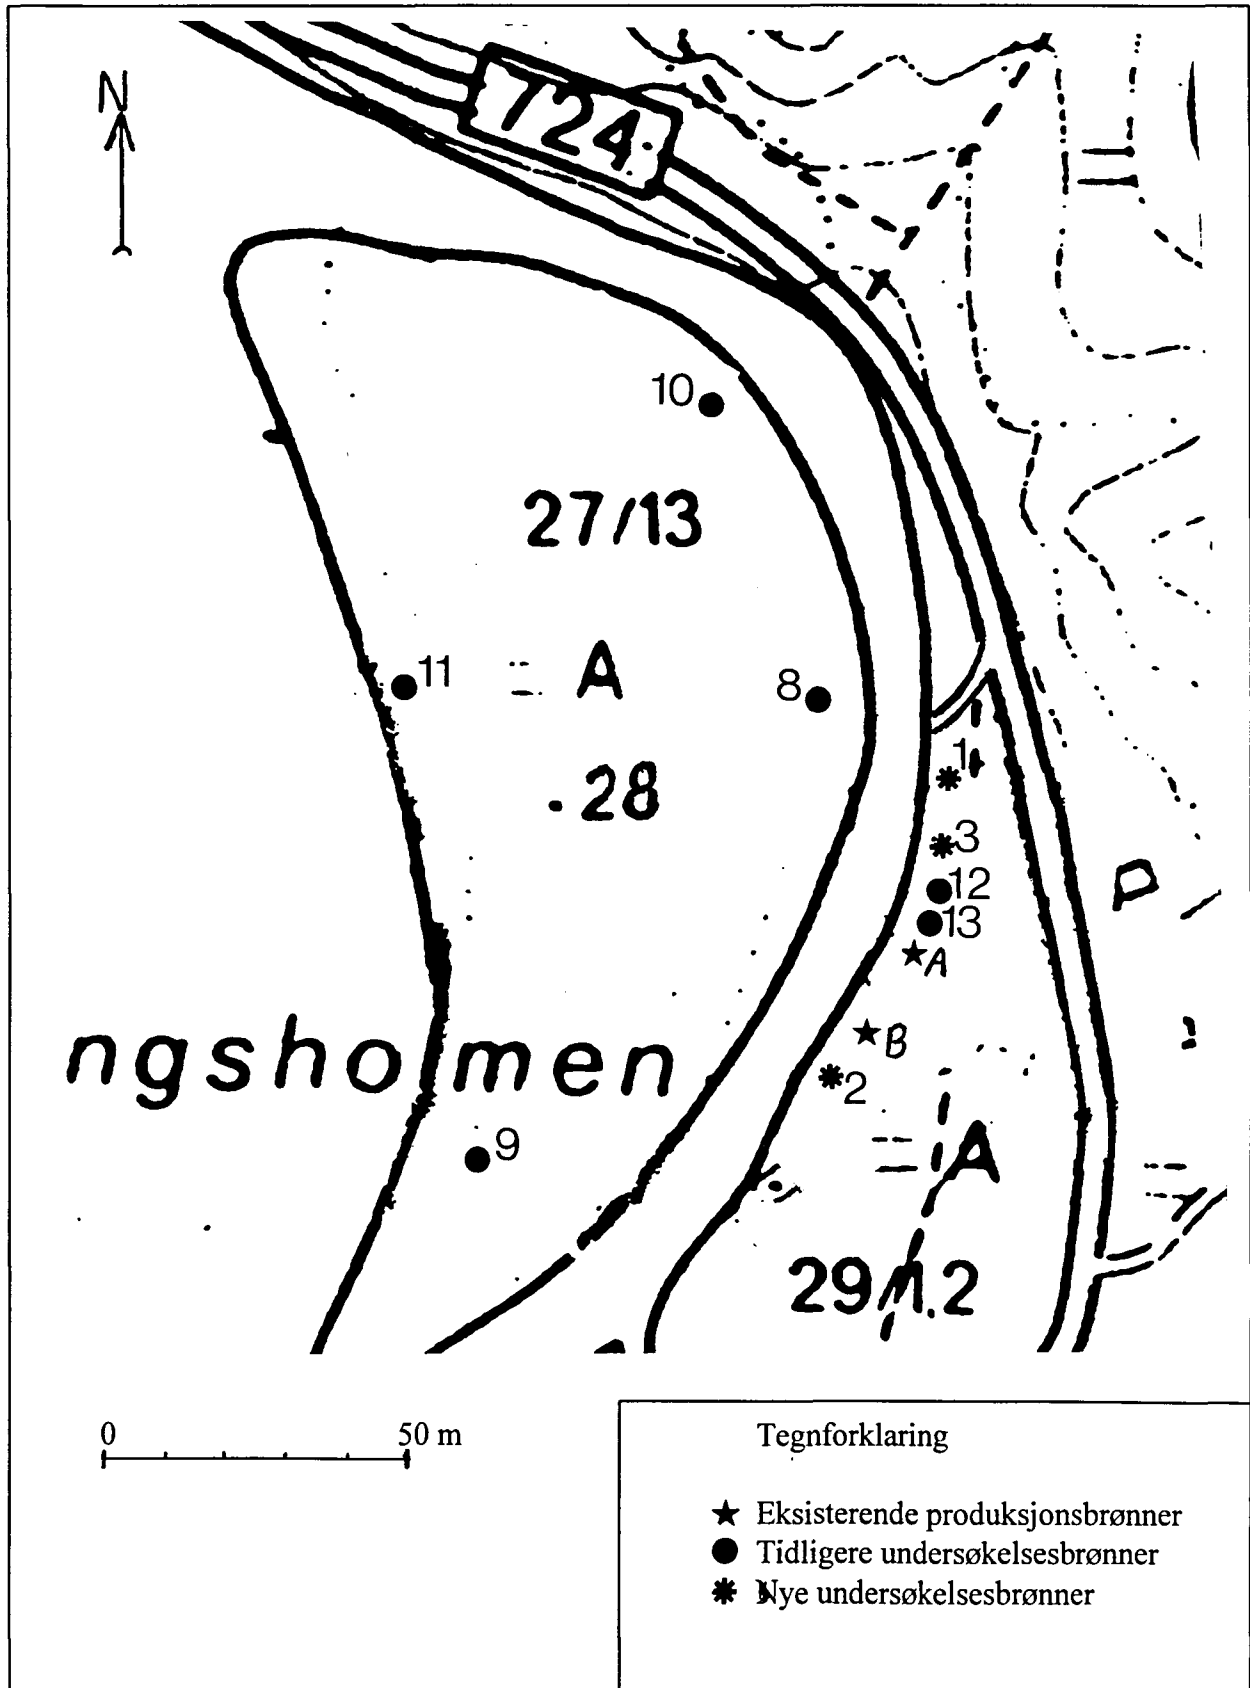 N
724
10
27/13
11
A
8
28
1
3
12
13
A
P
B
2
ngsholmen
9
A
29/1.2
0 50 m
Tegnforklaring
Eksisterende produksjonsbrønner
Tidligere undersøkelsesbrønner
Nye undersøkelsesbrønner